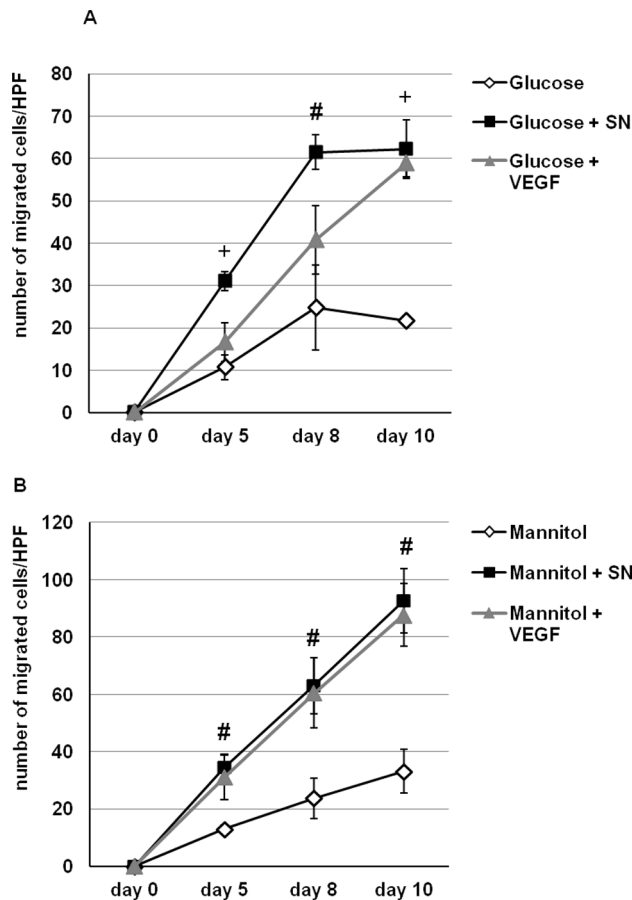 A
80
70
60
50
40
30
20
10
0
number of migrated cells/HPF
+
#
+
day 0 day 5 day 8 day 10
Glucose
Glucose + SN
Glucose +
VEGF
B
120
100
80
60
40
20
0
number of migrated cells/HPF
#
#
#
day 0 day 5 day 8 day 10
Mannitol
Mannitol + SN
Mannitol +
VEGF